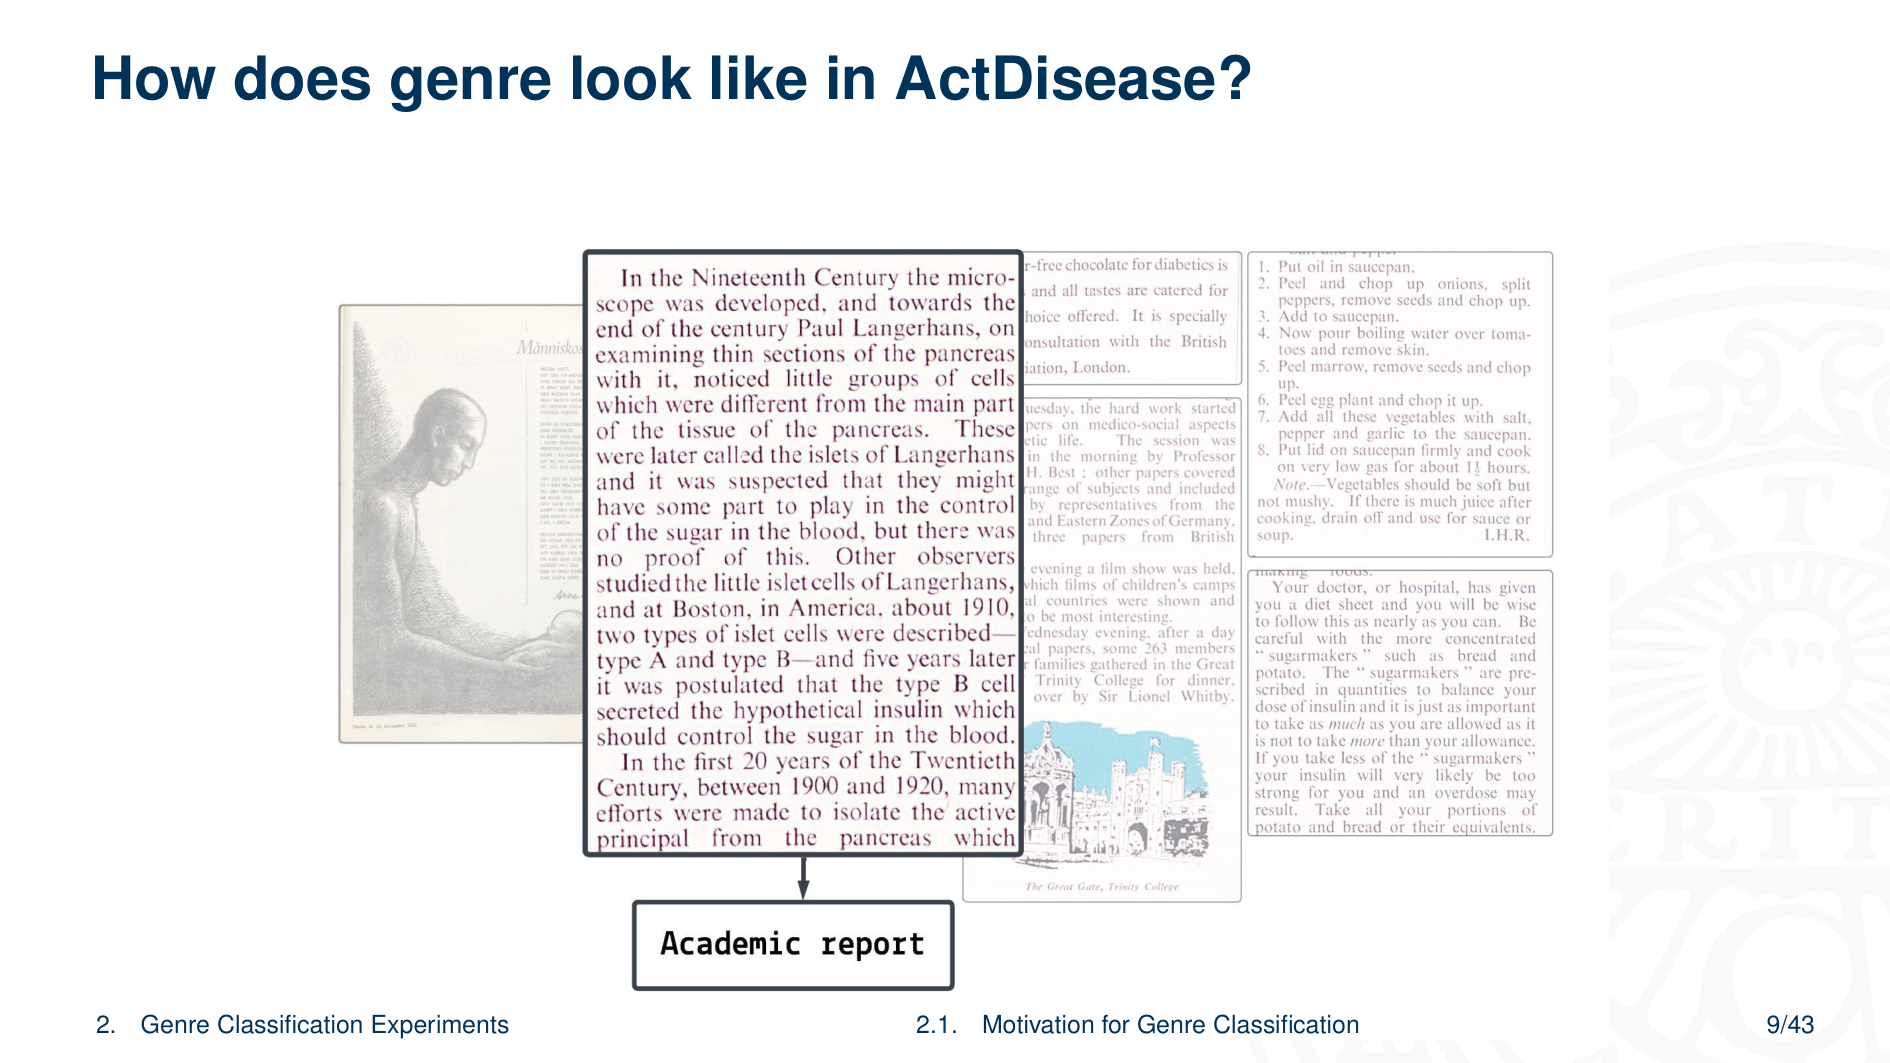 How does genre look like in ActDisease?
Människos
In the Nineteenth Century the micro-
scope was developed, and towards the
end of the century Paul Langerhans, on
examining thin sections of the pancreas
with it, noticed little groups of cells
which were different from the main part
of the tissue of the pancreas. These
were later called the islets of Langerhans
and it was suspected that they might
have some part to play in the control
of the sugar in the blood, but there was
no proof of this. Other observers
studied the little islet cells of Langerhans,
and at Boston, in America, about 1910,
two types of islet cells were described—
type A and type B—and five years later
it was postulated that the type B cell
secreted the hypothetical insulin which
should control the sugar in the blood.
In the first 20 years of the Twentieth
Century, between 1900 and 1920, many
efforts were made to isolate the active
principal from the pancreas which
Academic report
r-free chocolate for diabetics is
and all tastes are catered for
hoice offered. It is specially
onsultation with the British
iation, London.
uesday, the hard work started
pers on medico-social aspects
etic life. The session was
in the morning by Professor
H. Best ; other papers covered
range of subjects and included
by representatives from the
and Eastern Zones of Germany,
three papers from British
evening a film show was held,
which films of children's camps
al countries were shown and
o be most interesting.
ednesday evening, after a day
cal papers, some 263 members
r families gathered in the Great
Trinity College for dinner,
over by Sir Lionel Whitby.
The Great Gate, Trinity College
1. Put oil in saucepan.
2. Peel and chop up onions, split
peppers, remove seeds and chop up.
3. Add to saucepan.
4. Now pour boiling water over toma-
toes and remove skin.
5. Peel marrow, remove seeds and chop
up.
6. Peel egg plant and chop it up.
7. Add all these vegetables with salt,
pepper and garlic to the saucepan.
8. Put lid on saucepan firmly and cook
on very low gas for about 1½ hours.
Note.—Vegetables should be soft but
not mushy. If there is much juice after
cooking, drain off and use for sauce or
soup. I.H.R.
making foods.
Your doctor, or hospital, has given
you a diet sheet and you will be wise
to follow this as nearly as you can. Be
careful with the more concentrated
“ sugarmakers ” such as bread and
potato. The “ sugarmakers ” are pre-
scribed in quantities to balance your
dose of insulin and it is just as important
to take as much as you are allowed as it
is not to take more than your allowance.
If you take less of the “ sugarmakers ”
your insulin will very likely be too
strong for you and an overdose may
result. Take all your portions of
potato and bread or their equivalents.
2. Genre Classification Experiments
2.1. Motivation for Genre Classification
9/43